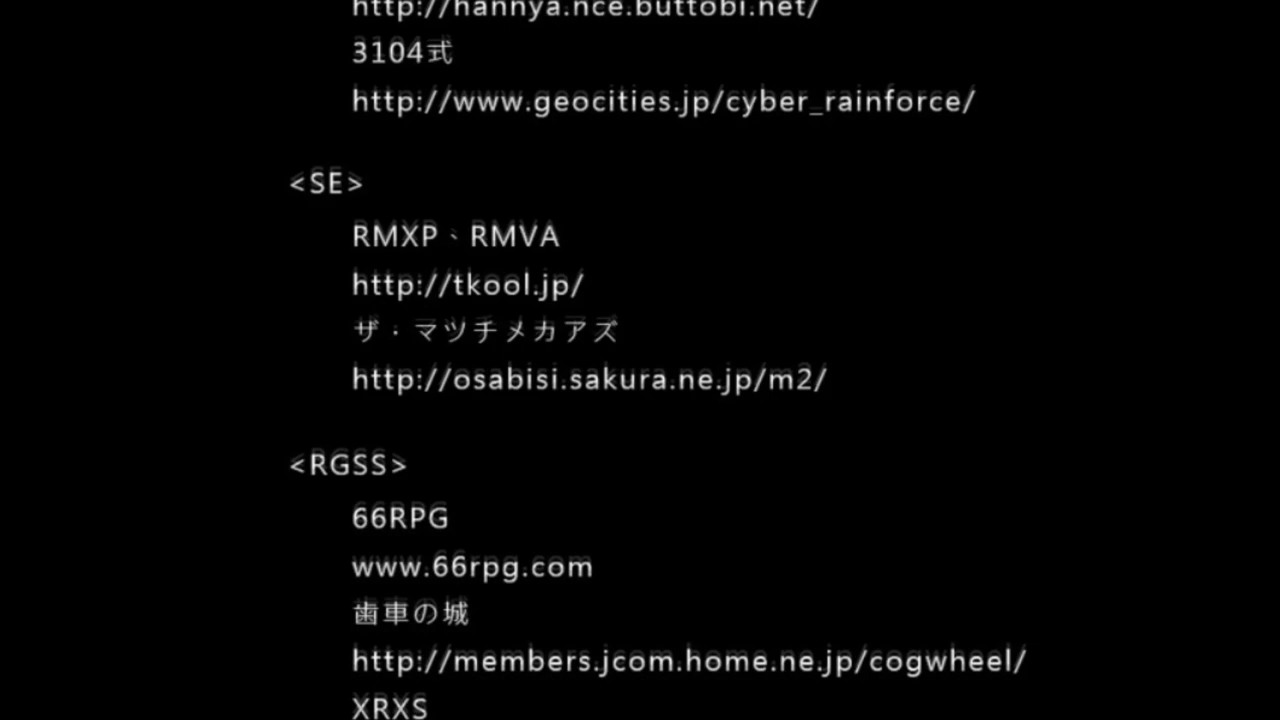 http://hannya.nce.buttobi.net/
3104式
http://www.geocities.jp/cyber_rainforce/
<SE>
RMXP、RMVA
http://tkool.jp/
ザ・マツチメカアズ
http://osabisi.sakura.ne.jp/m2/
<RGSS>
66RPG
www.66rpg.com
歯車の城
http://members.jcom.home.ne.jp/cogwheel/
XRXS